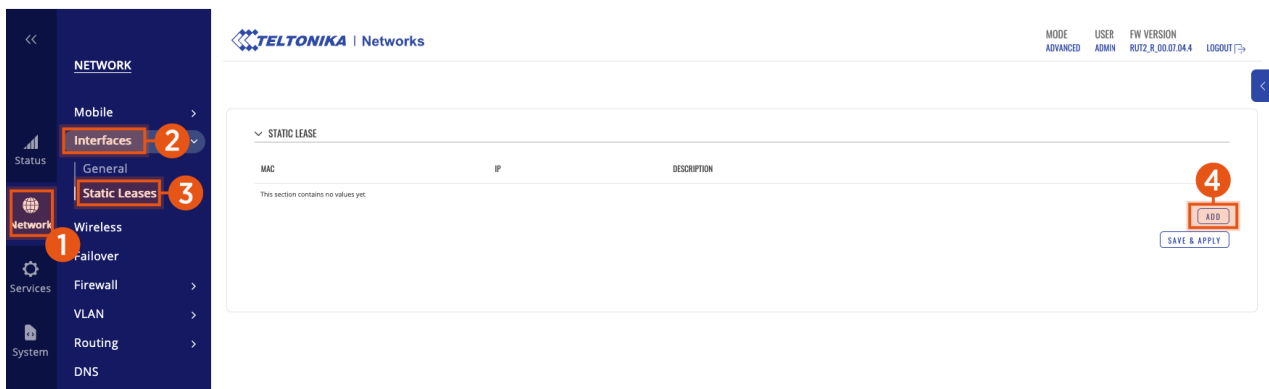 <<
NETWORK
Mobile >
Interfaces 2
General
Static Leases 3
Wireless
Failover
Firewall >
VLAN >
Routing >
DNS
Status
Network
1
Services
System
TELTONIKA | Networks
MODE USER FW VERSION
ADVANCED ADMIN RUT2_R_00.07.04.4 LOGOUT
<
STATIC LEASE
MAC IP DESCRIPTION
This section contains no values yet
4
ADD
SAVE & APPLY